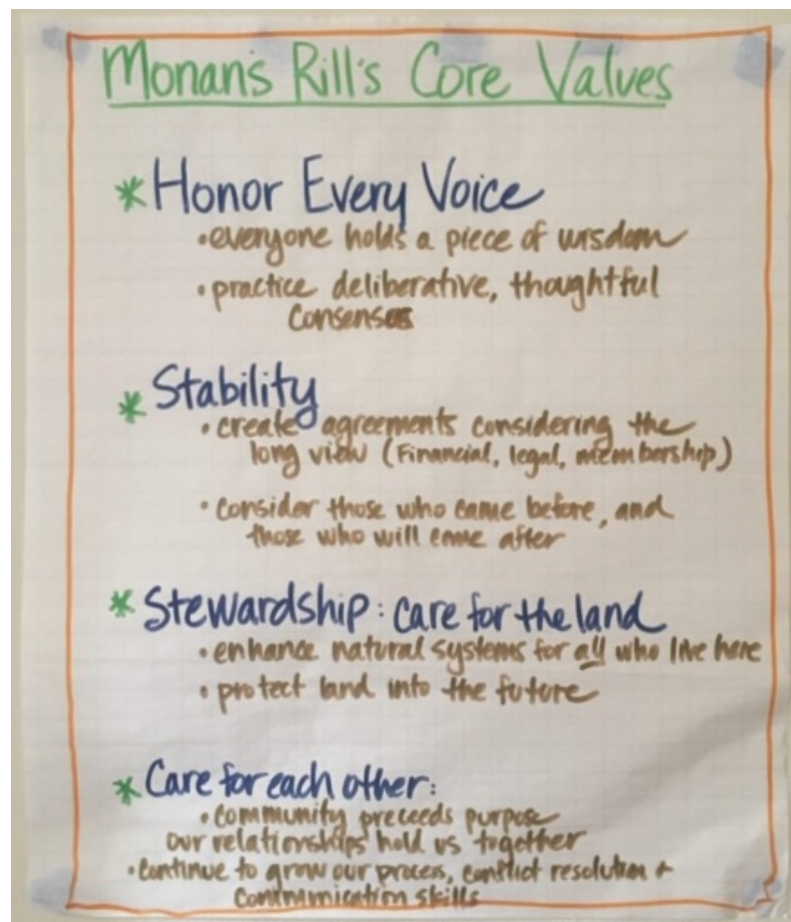 Monan's Rill's Core Values
* Honor Every Voice
• everyone holds a piece of wisdom
• practice deliberative, thoughtful
consensus
* Stability
• create agreements considering the
long view (Financial, legal, membership)
• consider those who came before, and
those who will come after
* Stewardship: care for the land
• enhance natural systems for all who live here
• protect land into the future
* Care for each other:
• community preceeds purpose
our relationships hold us together
• continue to grow our process, conflict resolution +
communication skills